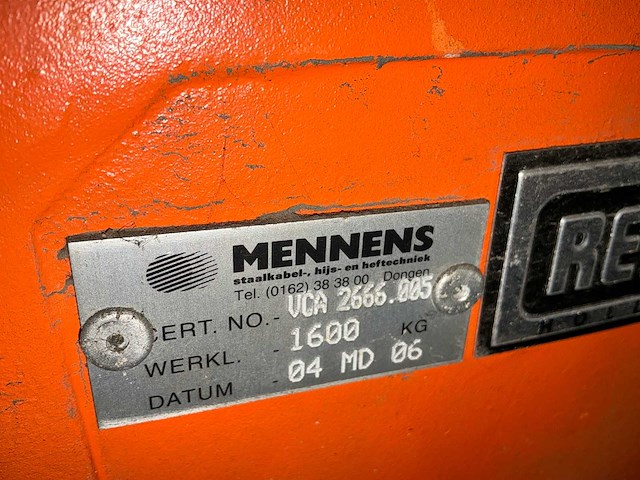 MENNENS
staalkabel-, hijs- en heftechniek
Tel. (0162) 38 38 00 Dongen
CERT. NO. - VCA 2666.005
WERKL. - 1600 KG
DATUM - 04 MD 06